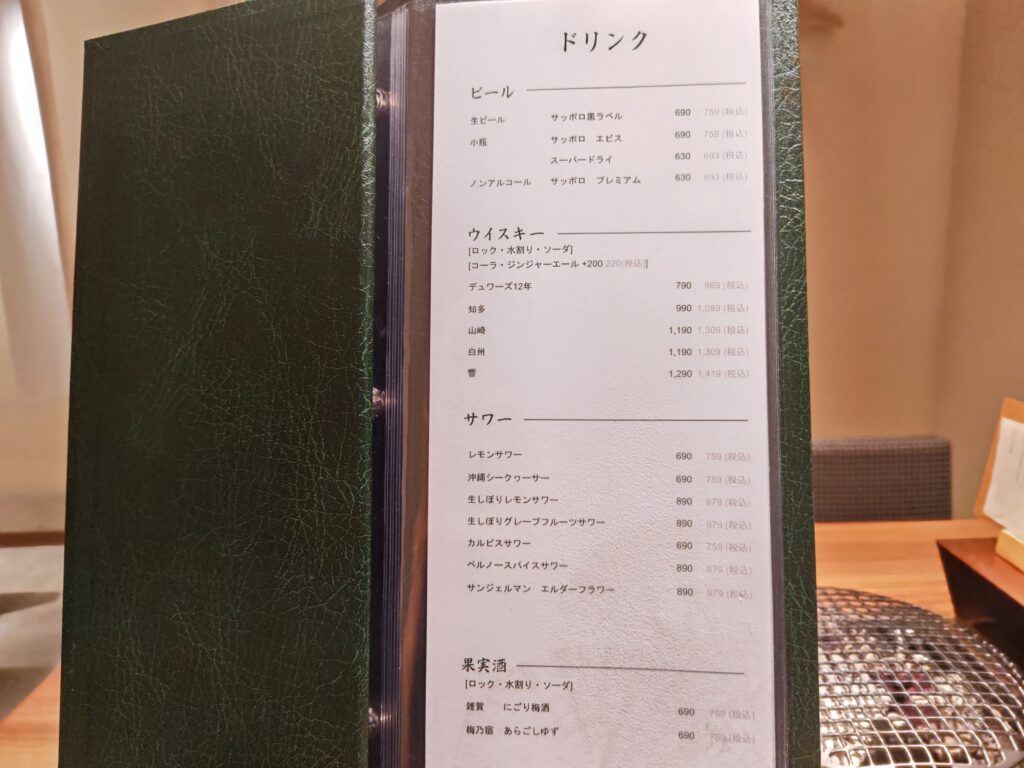 ドリンク
ビール
生ビール サッポロ黒ラベル 690 759 (税込)
小瓶 サッポロ エビス 690 759 (税込)
スーパードライ 630 693 (税込)
ノンアルコール サッポロ プレミアム 630 693 (税込)
ウイスキー
[ロック・水割り・ソーダ]
[コーラ・ジンジャーエール +200 220(税込)]
デュワーズ12年 790 869 (税込)
知多 990 1,089 (税込)
山崎 1,190 1,309 (税込)
白州 1,190 1,309 (税込)
響 1,290 1,419 (税込)
サワー
レモンサワー 690 759 (税込)
沖縄シークヮーサー 690 759 (税込)
生しぼりレモンサワー 890 979 (税込)
生しぼりグレープフルーツサワー 890 979 (税込)
カルピスサワー 690 759 (税込)
ペルノースパイスサワー 890 979 (税込)
サンジェルマン エルダーフラワー 890 979 (税込)
果実酒
[ロック・水割り・ソーダ]
雑賀 にごり梅酒 690 759 (税込)
梅乃宿 あらごしゆず 690 759 (税込)